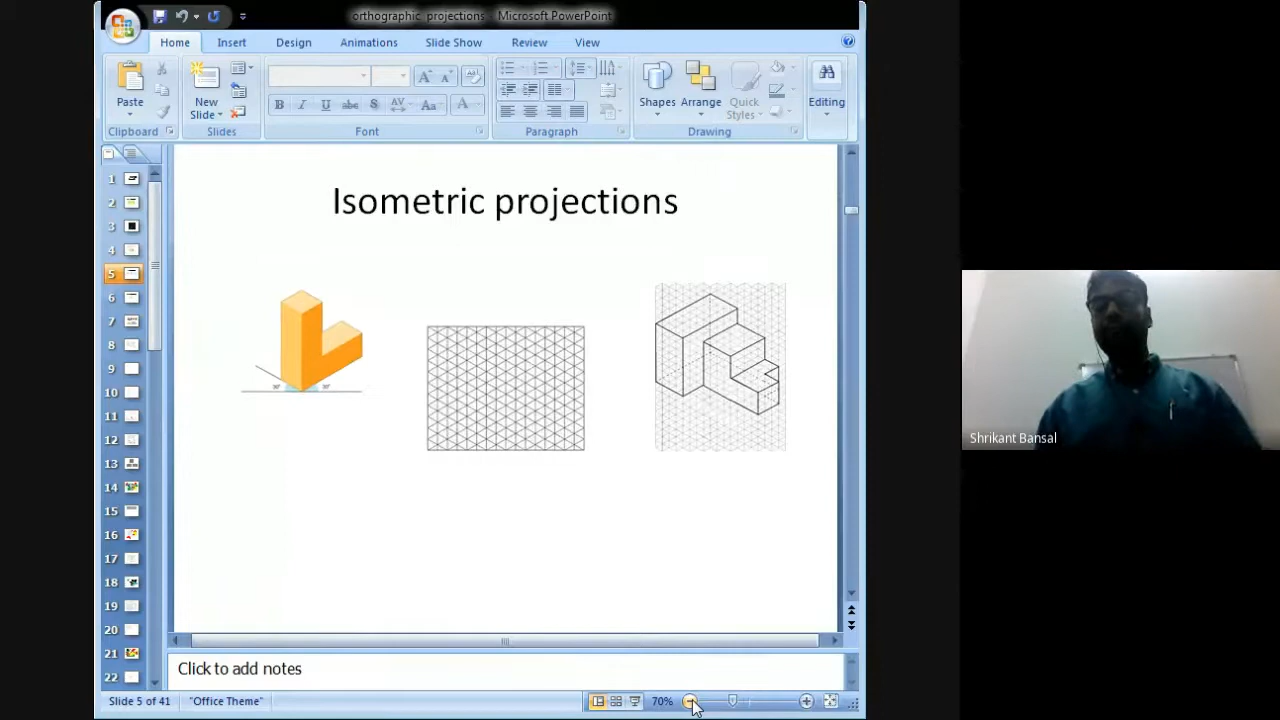 orthographic projections - Microsoft PowerPoint
Home Insert Design Animations Slide Show Review View
Paste
New Slide
Shapes Arrange Quick Styles
Editing
B I U abc S AV Aa A
Clipboard Slides Font Paragraph Drawing
1
2
3
4
5
6
7
8
9
10
11
12
13
14
15
16
17
18
19
20
21
22
Isometric projections
Shrikant Bansal
Click to add notes
Slide 5 of 41 "Office Theme" 70%